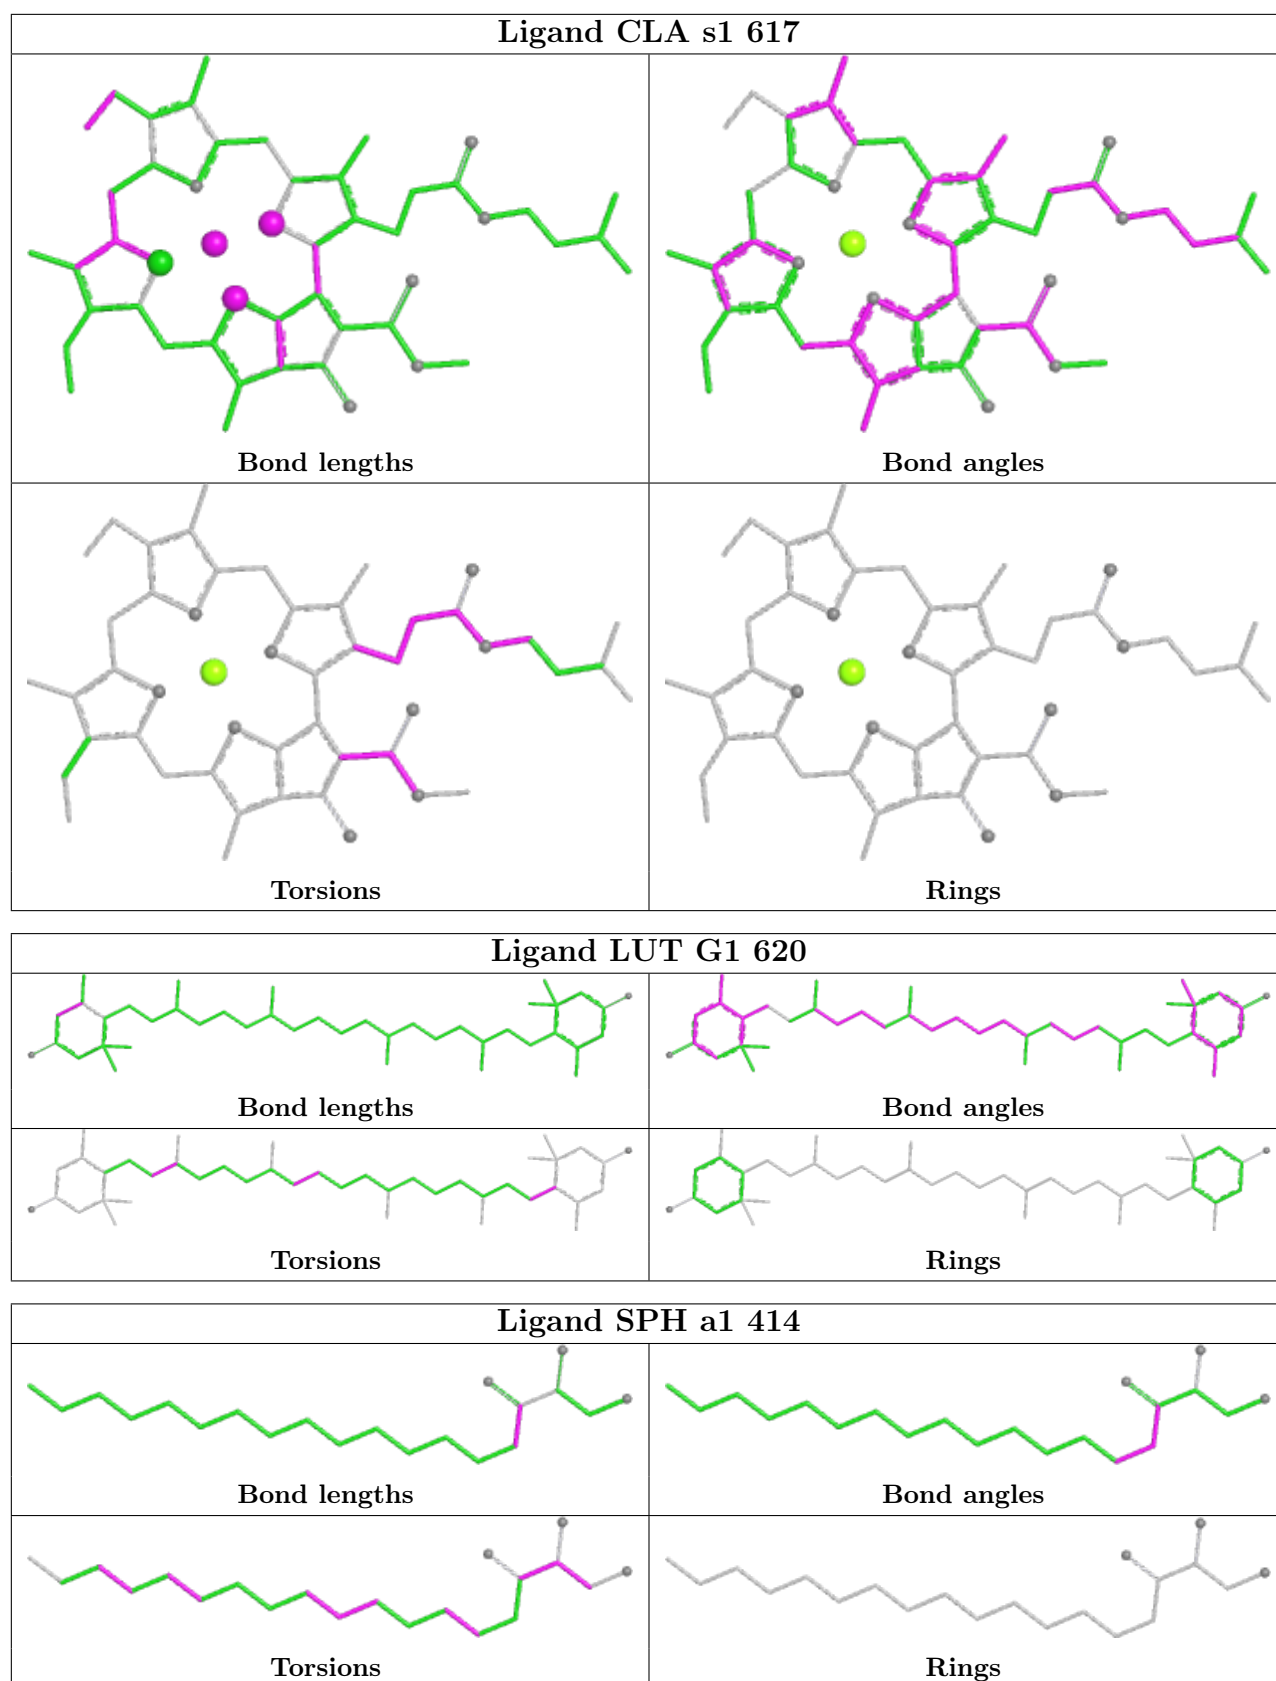 Ligand CLA s1 617
Bond lengths
Bond angles
Torsions
Rings
Ligand LUT G1 620
Bond lengths
Bond angles
Torsions
Rings
Ligand SPH a1 414
Bond lengths
Bond angles
Torsions
Rings